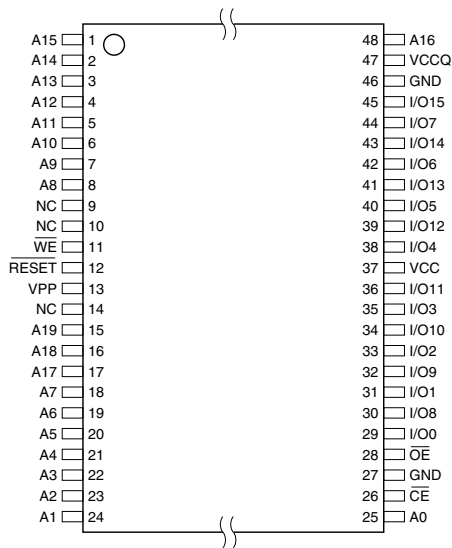 A15 1 48 A16
A14 2 47 VCCQ
A13 3 46 GND
A12 4 45 I/O15
A11 5 44 I/O7
A10 6 43 I/O14
A9 7 42 I/O6
A8 8 41 I/O13
NC 9 40 I/O5
NC 10 39 I/O12
W̅E̅ 11 38 I/O4
R̅E̅S̅E̅T̅ 12 37 VCC
VPP 13 36 I/O11
NC 14 35 I/O3
A19 15 34 I/O10
A18 16 33 I/O2
A17 17 32 I/O9
A7 18 31 I/O1
A6 19 30 I/O8
A5 20 29 I/O0
A4 21 28 O̅E̅
A3 22 27 GND
A2 23 26 C̅E̅
A1 24 25 A0